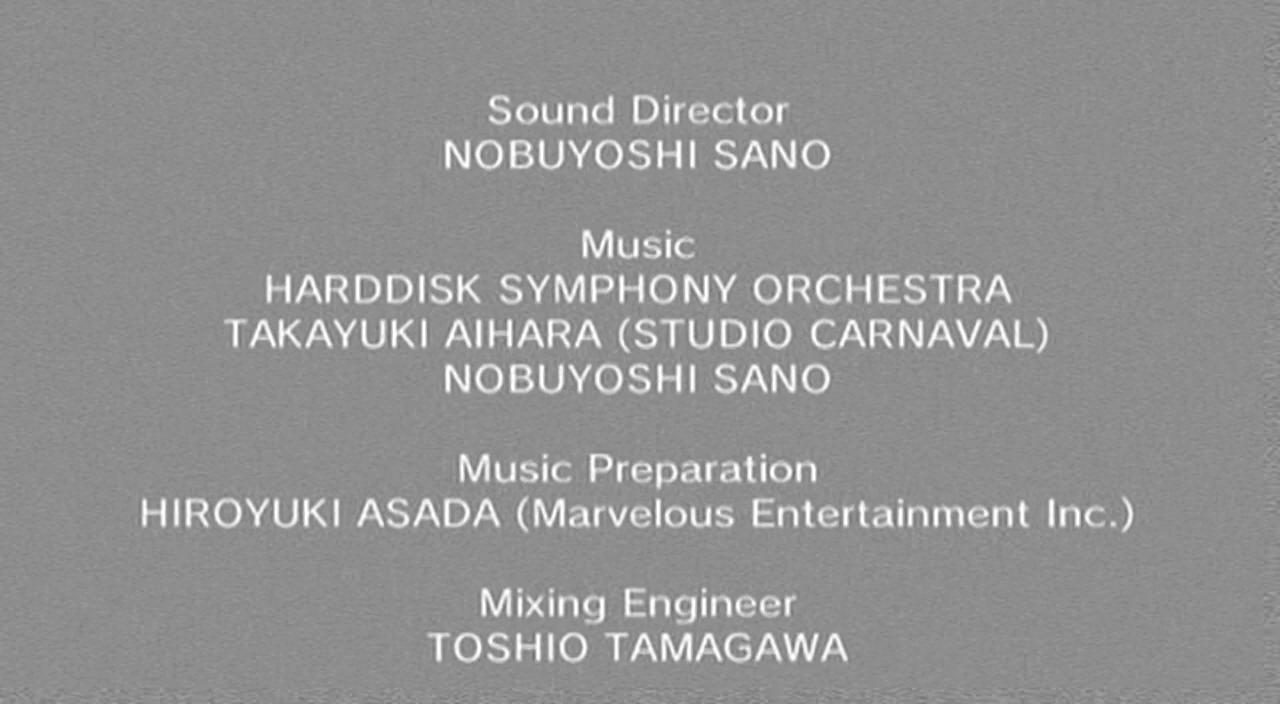 Sound Director
NOBUYOSHI SANO
Music
HARDDISK SYMPHONY ORCHESTRA
TAKAYUKI AIHARA (STUDIO CARNAVAL)
NOBUYOSHI SANO
Music Preparation
HIROYUKI ASADA (Marvelous Entertainment Inc.)
Mixing Engineer
TOSHIO TAMAGAWA